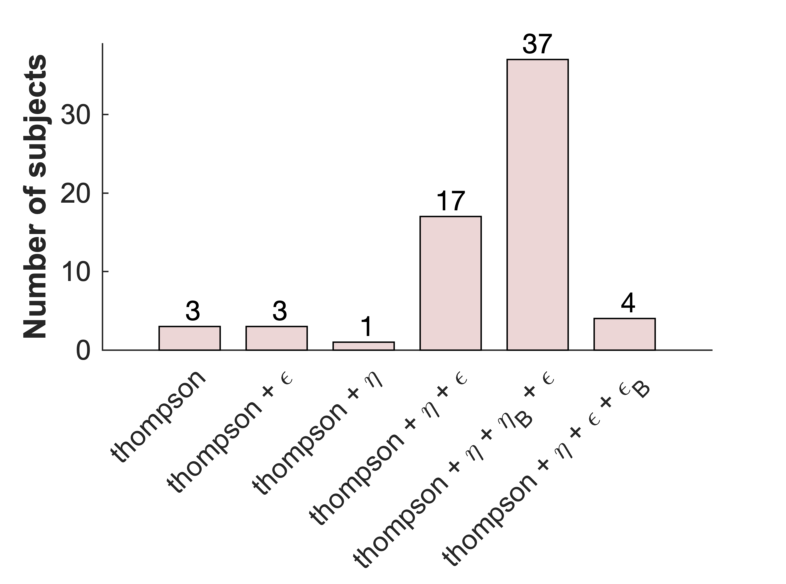 Number of subjects
37
30
20
17
10
3
3
1
4
0
thompson
thompson + ϵ
thompson + η
thompson + η + ϵ
thompson + η + η_B + ϵ
thompson + η + ϵ + ϵ_B